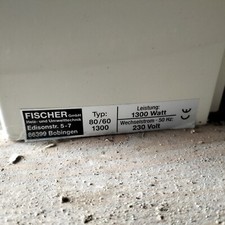 FISCHER GmbH
Heiz- und Umwelttechnik
Edisonstr. 5-7
86399 Bobingen
Typ:
80/60
1300
Leistung:
1300 Watt
Wechselstrom - 50 Hz
230 Volt
CE